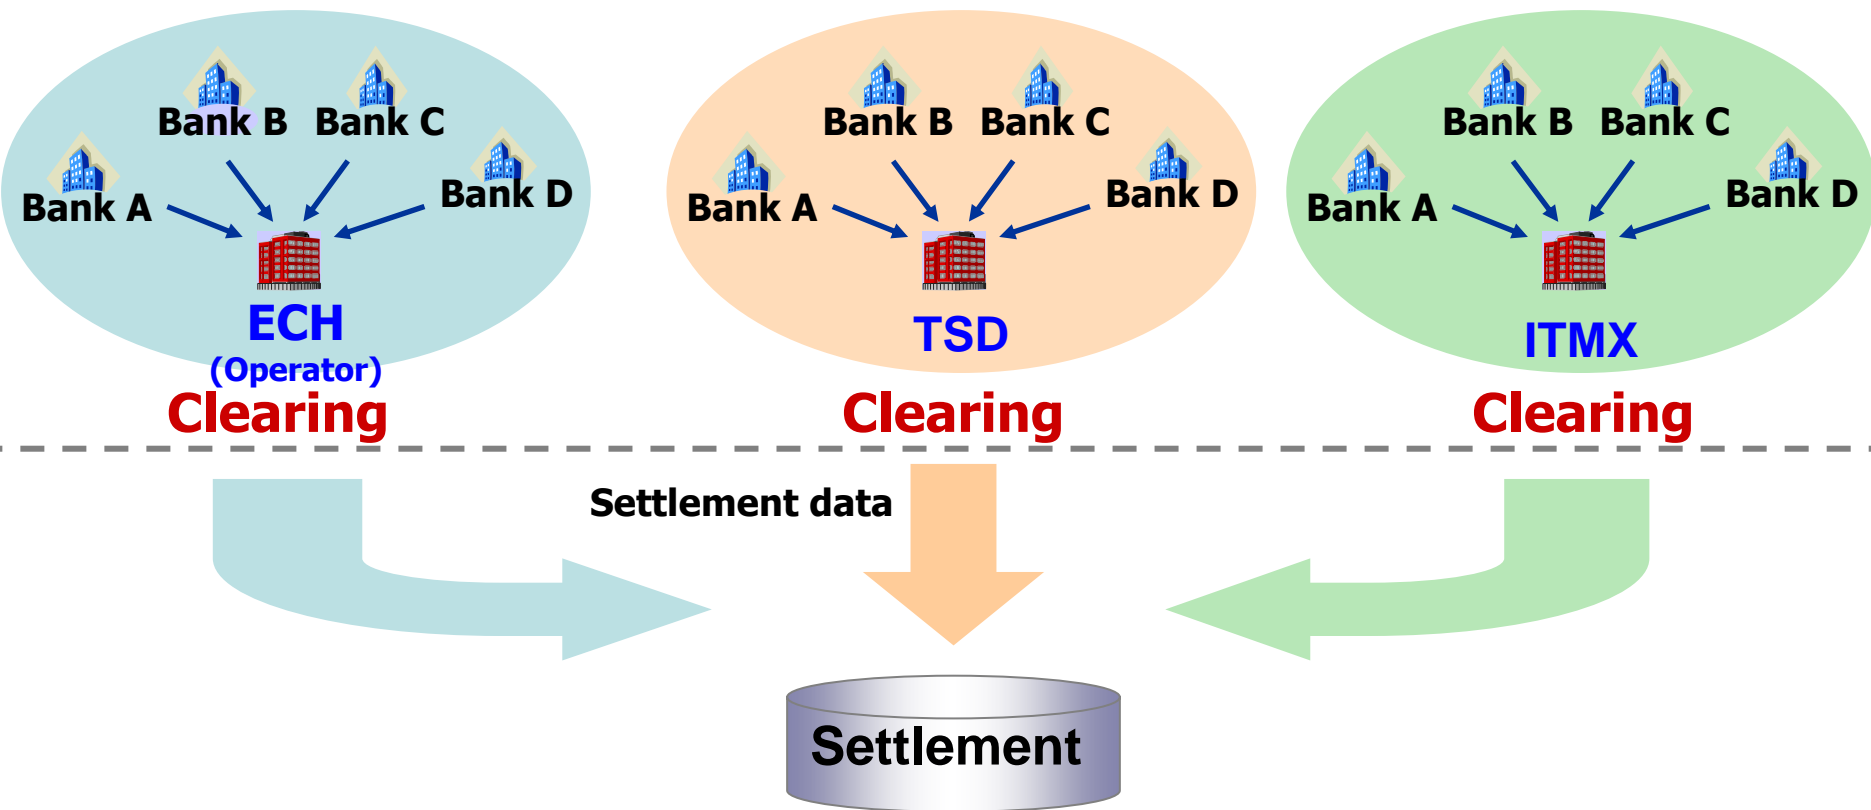 Bank B Bank C
Bank A
Bank D
ECH
(Operator)
Clearing
Bank B Bank C
Bank A
Bank D
TSD
Clearing
Bank B Bank C
Bank A
Bank D
ITMX
Clearing
Settlement data
Settlement